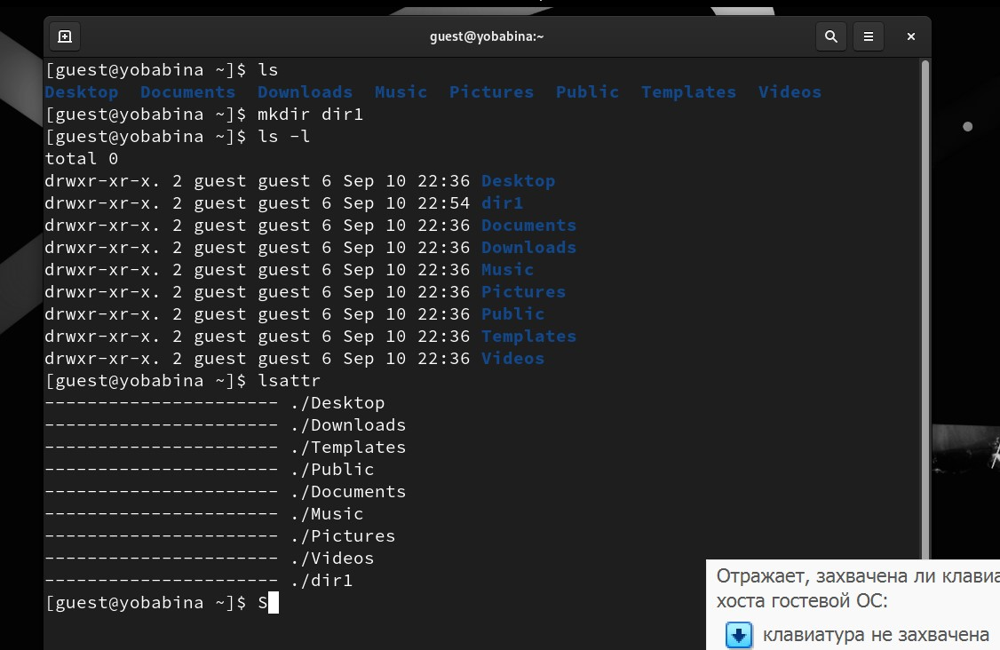 guest@yobabina:~
[guest@yobabina ~]$ ls
Desktop  Documents  Downloads  Music  Pictures  Public  Templates  Videos
[guest@yobabina ~]$ mkdir dir1
[guest@yobabina ~]$ ls -l
total 0
drwxr-xr-x. 2 guest guest 6 Sep 10 22:36 Desktop
drwxr-xr-x. 2 guest guest 6 Sep 10 22:54 dir1
drwxr-xr-x. 2 guest guest 6 Sep 10 22:36 Documents
drwxr-xr-x. 2 guest guest 6 Sep 10 22:36 Downloads
drwxr-xr-x. 2 guest guest 6 Sep 10 22:36 Music
drwxr-xr-x. 2 guest guest 6 Sep 10 22:36 Pictures
drwxr-xr-x. 2 guest guest 6 Sep 10 22:36 Public
drwxr-xr-x. 2 guest guest 6 Sep 10 22:36 Templates
drwxr-xr-x. 2 guest guest 6 Sep 10 22:36 Videos
[guest@yobabina ~]$ lsattr
---------------------- ./Desktop
---------------------- ./Downloads
---------------------- ./Templates
---------------------- ./Public
---------------------- ./Documents
---------------------- ./Music
---------------------- ./Pictures
---------------------- ./Videos
---------------------- ./dir1
[guest@yobabina ~]$ S
Отражает, захвачена ли
хоста гостевой ОС:
клавиатура не захвачена